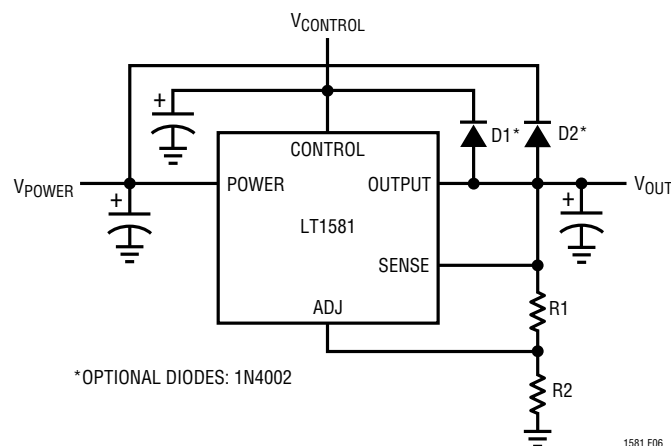 VCONTROL
+
D1*
D2*
CONTROL
VPOWER
POWER
OUTPUT
VOUT
+
+
LT1581
SENSE
ADJ
R1
*OPTIONAL DIODES: 1N4002
R2
1581 F06